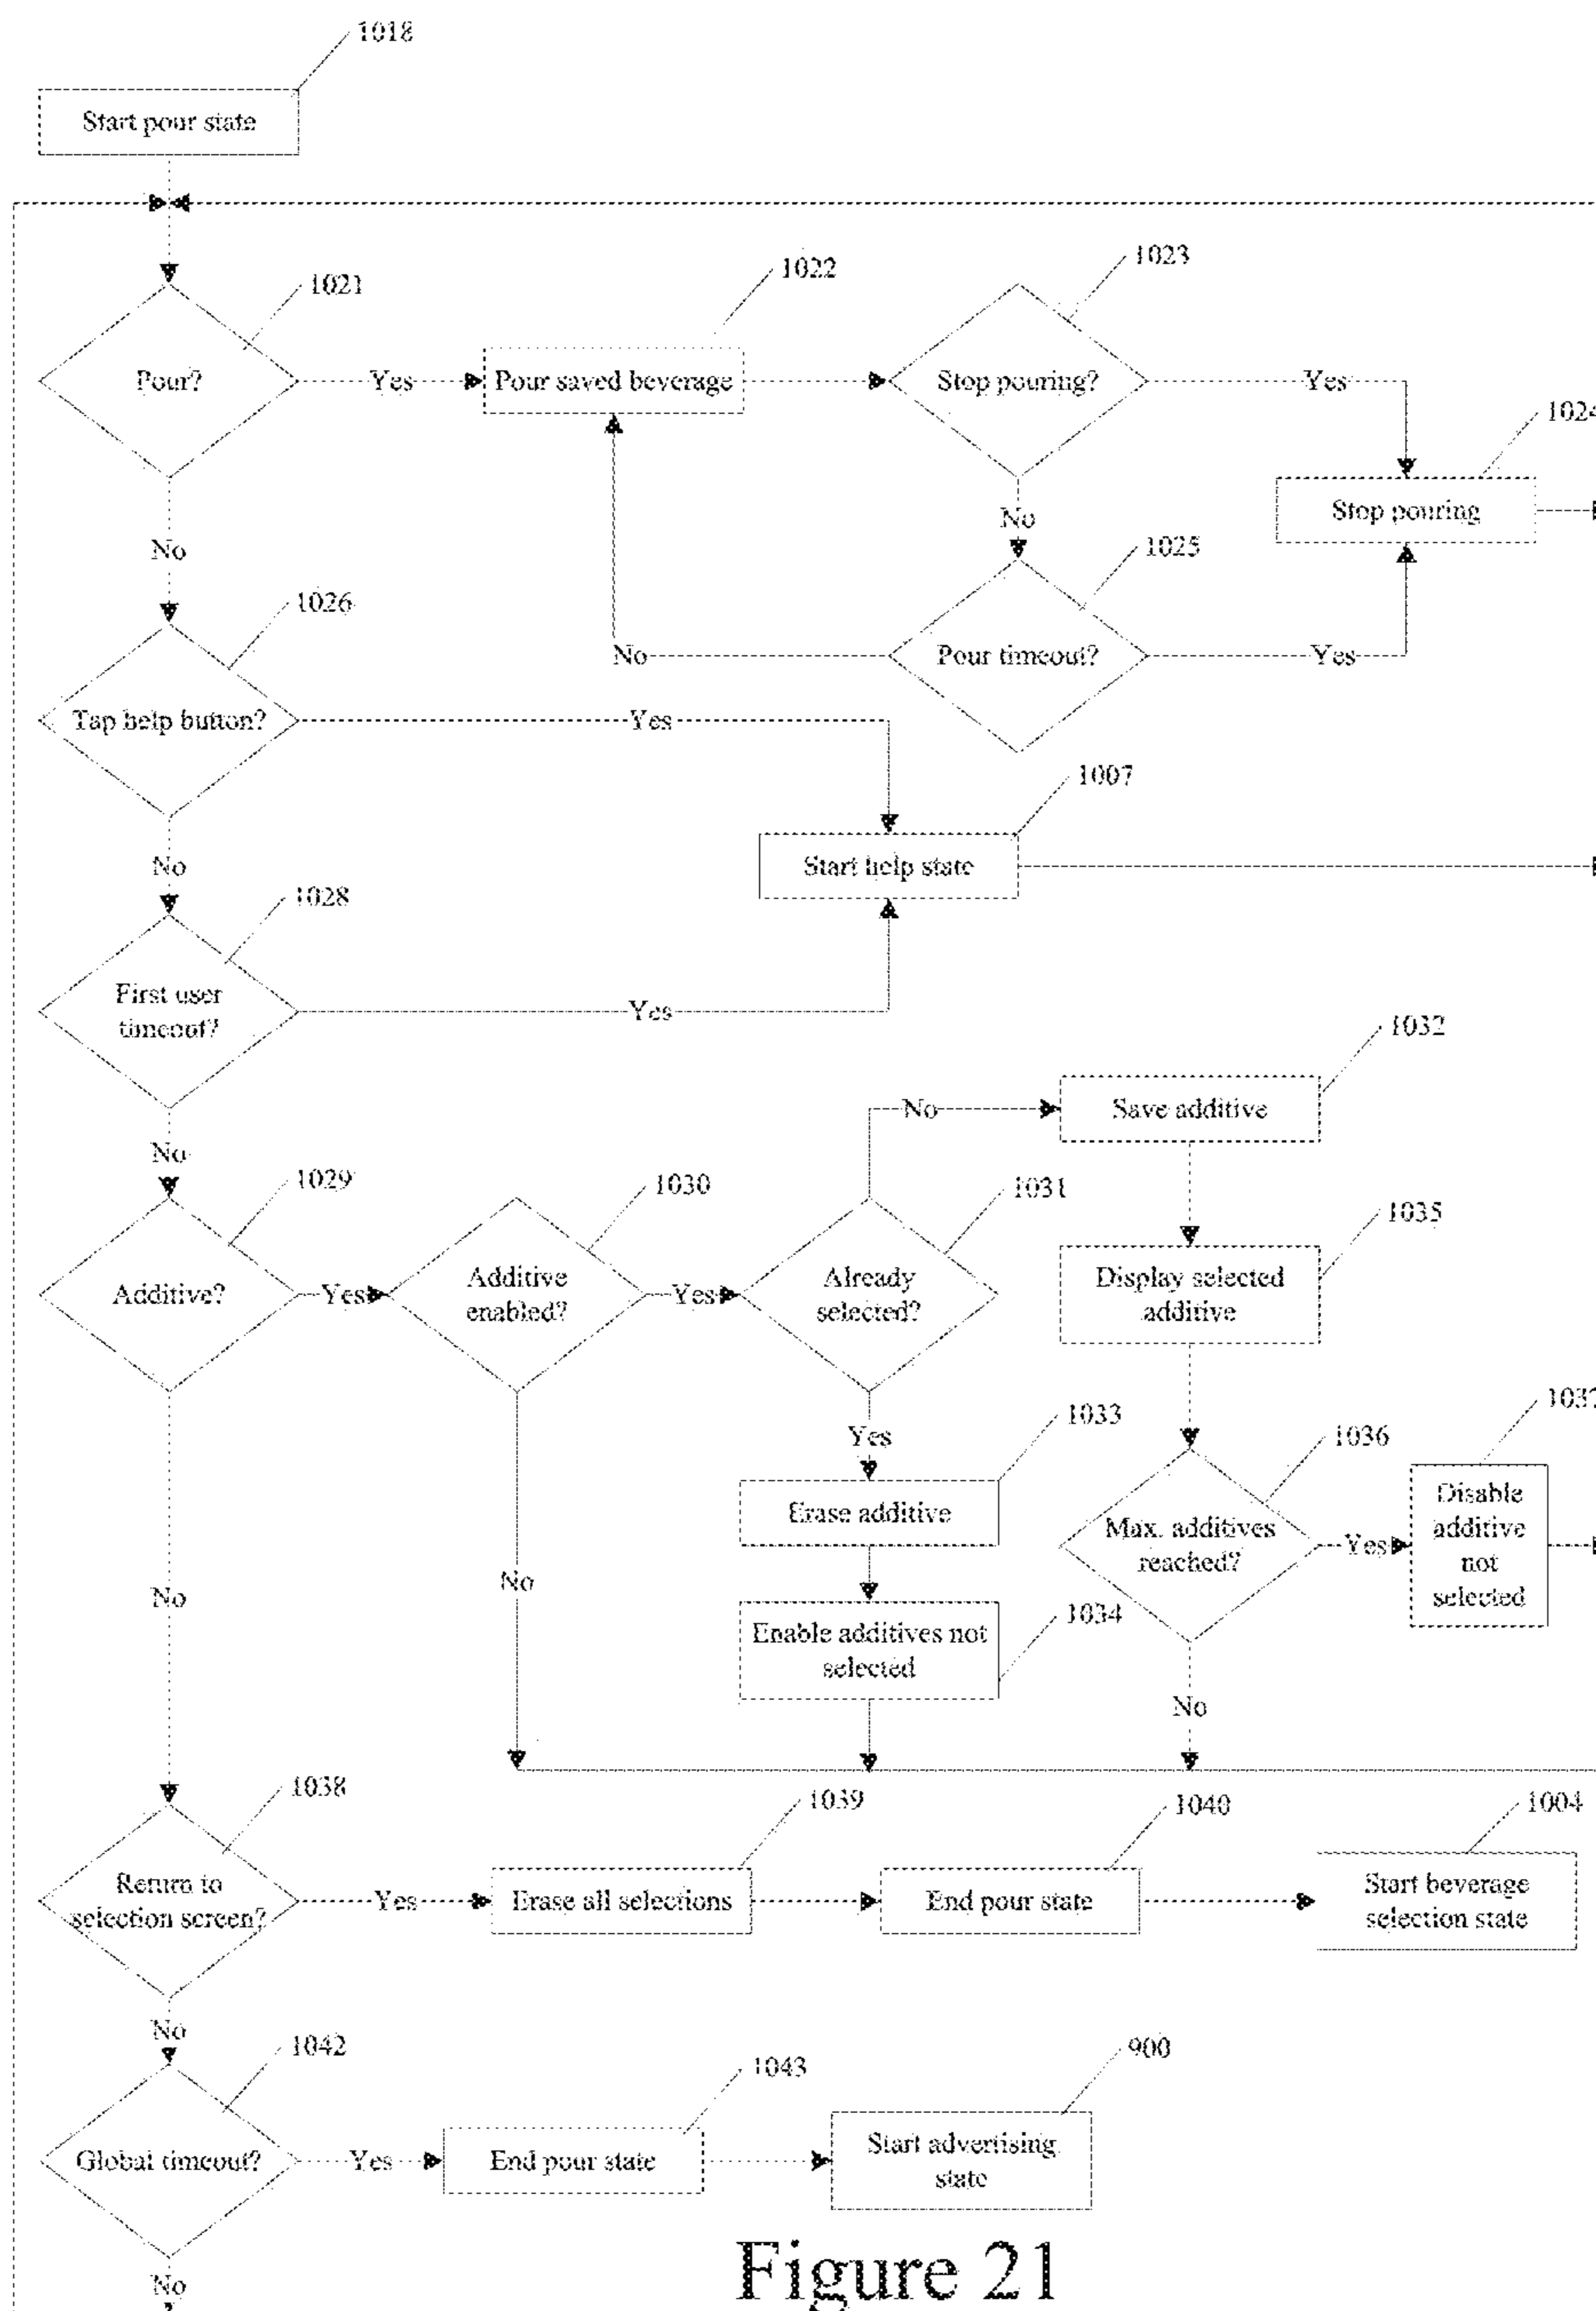 1018
Start pour state
1021
1022
1023
Pour?
Yes
Pour saved beverage
Stop pouring?
Yes
1024
Stop pouring
No
No
1025
1026
Pour timeout?
No
Yes
Tap help button?
Yes
1007
Start help state
No
1028
First user
timeout?
Yes
1032
No
Save additive
No
1029
1030
1031
1035
Additive?
Yes
Additive
enabled?
Yes
Already
selected?
Display selected
additive
1033
1036
1037
Yes
Erase additive
Max. additives
reached?
Yes
Disable
additive
not
selected
No
No
1034
Enable additives not
selected
No
1038
1039
1040
1004
Return to
selection screen?
Yes
Erase all selections
End pour state
Start beverage
selection state
No
1042
1043
900
Global timeout?
Yes
End pour state
Start advertising
state
No
Figure 21